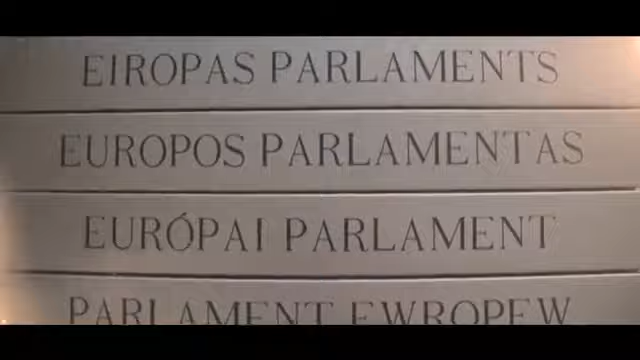 EIROPAS PARLAMENTS
EUROPOS PARLAMENTAS
EURÓPAI PARLAMENT
PARLAMENT EWROPEW